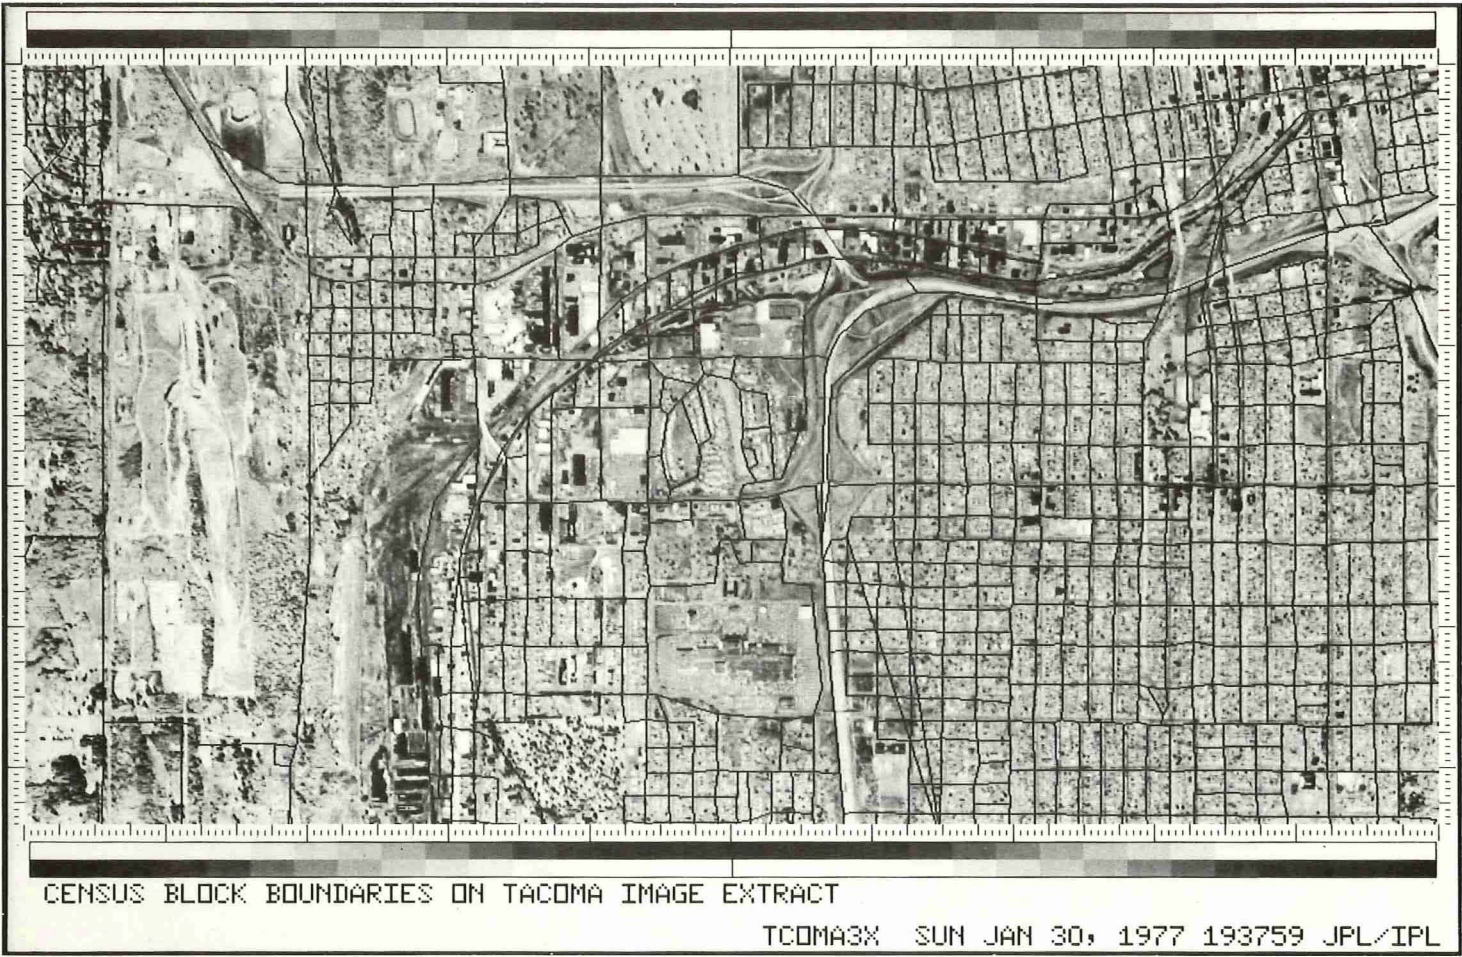 CENSUS BLOCK BOUNDARIES ON TACOMA IMAGE EXTRACT
TCOMA3X SUN JAN 30, 1977 193759 JPL/IPL